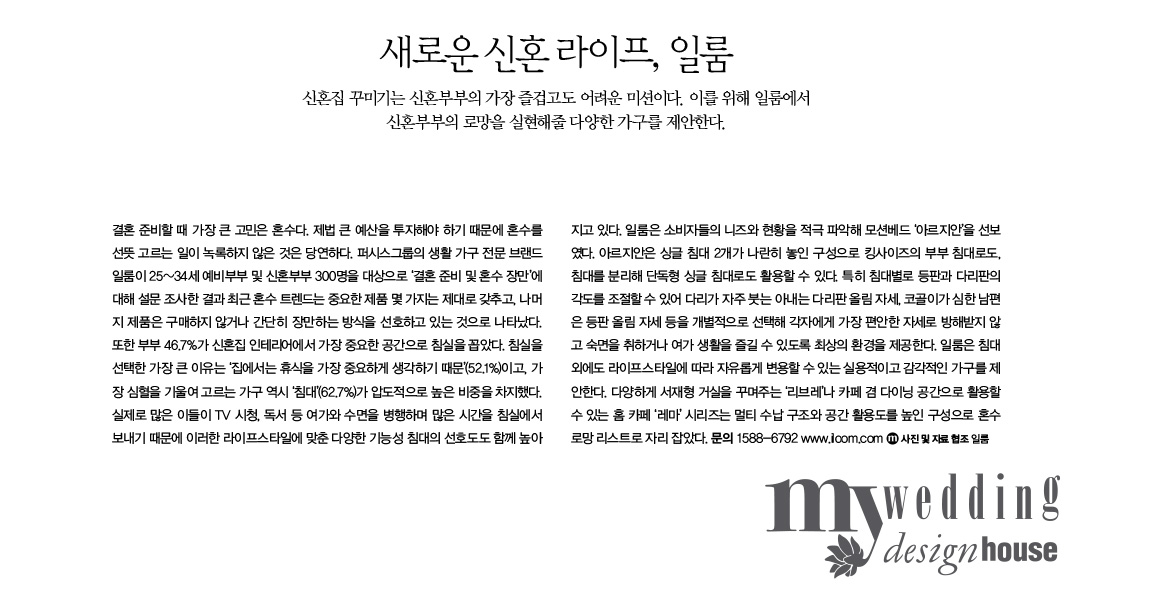 새로운 신혼 라이프, 일룸
신혼집 꾸미기는 신혼부부의 가장 즐겁고도 어려운 미션이다. 이를 위해 일룸에서
신혼부부의 로망을 실현해줄 다양한 가구를 제안한다.
결혼 준비할 때 가장 큰 고민은 혼수다. 제법 큰 예산을 투자해야 하기 때문에 혼수를
선뜻 고르는 일이 녹록하지 않은 것은 당연하다. 퍼시스그룹의 생활 가구 전문 브랜드
일룸이 25~34세 예비부부 및 신혼부부 300명을 대상으로 ‘결혼 준비 및 혼수 장만’에
대해 설문 조사한 결과 최근 혼수 트렌드는 중요한 제품 몇 가지는 제대로 갖추고, 나머
지 제품은 구매하지 않거나 간단히 장만하는 방식을 선호하고 있는 것으로 나타났다.
또한 부부 46.7%가 신혼집 인테리어에서 가장 중요한 공간으로 침실을 꼽았다. 침실을
선택한 가장 큰 이유는 ‘집에서는 휴식을 가장 중요하게 생각하기 때문’(52.1%)이고, 가
장 심혈을 기울여 고르는 가구 역시 ‘침대’(62.7%)가 압도적으로 높은 비중을 차지했다.
실제로 많은 이들이 TV 시청, 독서 등 여가와 수면을 병행하며 많은 시간을 침실에서
보내기 때문에 이러한 라이프스타일에 맞춘 다양한 기능성 침대의 선호도도 함께 높아
지고 있다. 일룸은 소비자들의 니즈와 현황을 적극 파악해 모션베드 ‘아르지안’을 선보
였다. 아르지안은 싱글 침대 2개가 나란히 놓인 구성으로 킹사이즈의 부부 침대로도,
침대를 분리해 단독형 싱글 침대로도 활용할 수 있다. 특히 침대별로 등판과 다리판의
각도를 조절할 수 있어 다리가 자주 붓는 아내는 다리판 올림 자세, 코골이가 심한 남편
은 등판 올림 자세 등을 개별적으로 선택해 각자에게 가장 편안한 자세로 방해받지 않
고 숙면을 취하거나 여가 생활을 즐길 수 있도록 최상의 환경을 제공한다. 일룸은 침대
외에도 라이프스타일에 따라 자유롭게 변용할 수 있는 실용적이고 감각적인 가구를 제
안한다. 다양하게 서재형 거실을 꾸며주는 ‘리브레’나 카페 겸 다이닝 공간으로 활용할
수 있는 홈 카페 ‘레마’ 시리즈는 멀티 수납 구조와 공간 활용도를 높인 구성으로 혼수
로망 리스트로 자리 잡았다. 문의 1588-6792 www.iloom.com m 사진 및 자료 협조 일룸
my wedding
design house